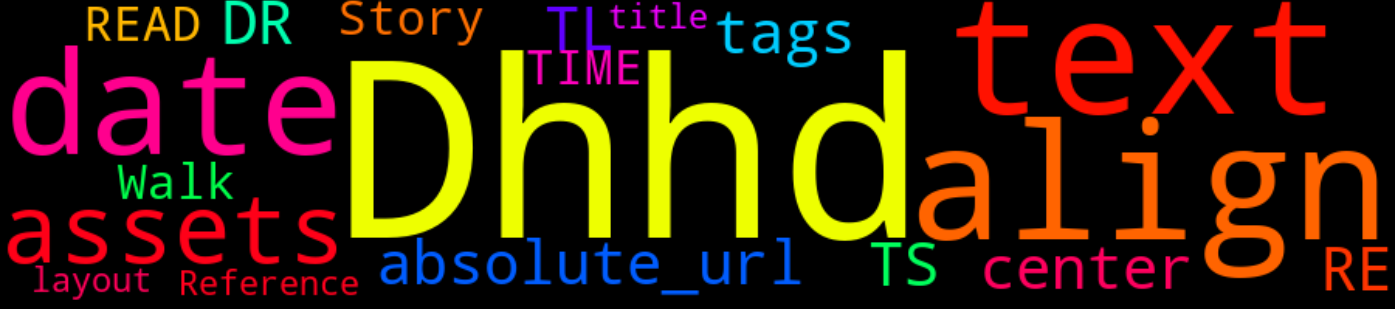 READ DR Story TL title tags text
TIME
date Dhhd align
Walk
assets
absolute_url TS center RE
layout Reference